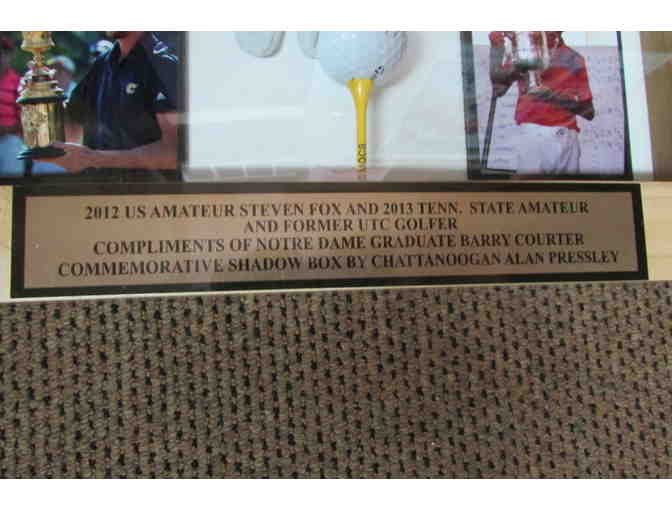 2012 US AMATEUR STEVEN FOX AND 2013 TENN. STATE AMATEUR
AND FORMER UTC GOLFER
COMPLIMENTS OF NOTRE DAME GRADUATE BARRY COURTER
COMMEMORATIVE SHADOW BOX BY CHATTANOOGAN ALAN PRESSLEY
MOCS